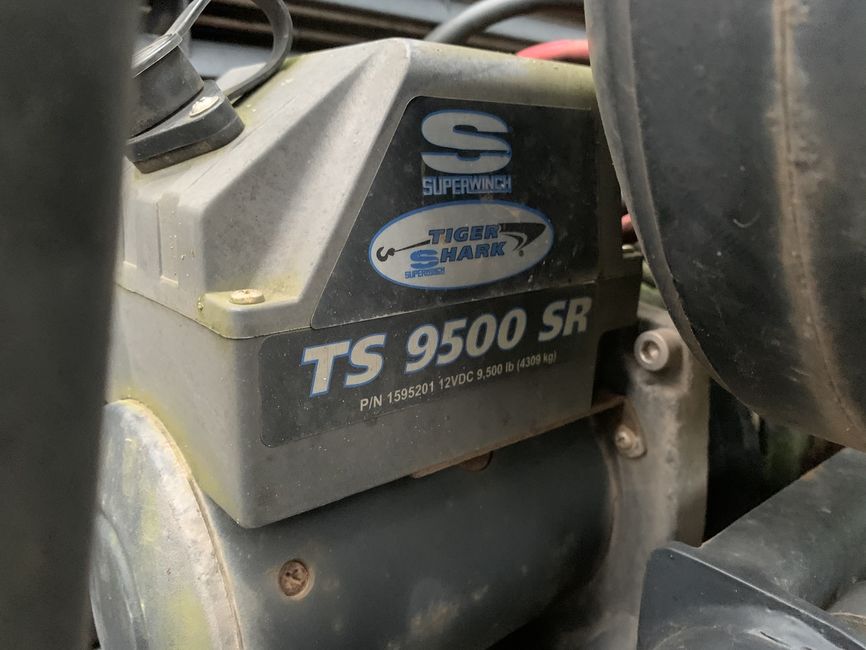 S
SUPERWINCH
TIGER
SHARK
SUPERWINCH
TS 9500 SR
P/N 1595201 12VDC 9,500 lb (4309 kg)